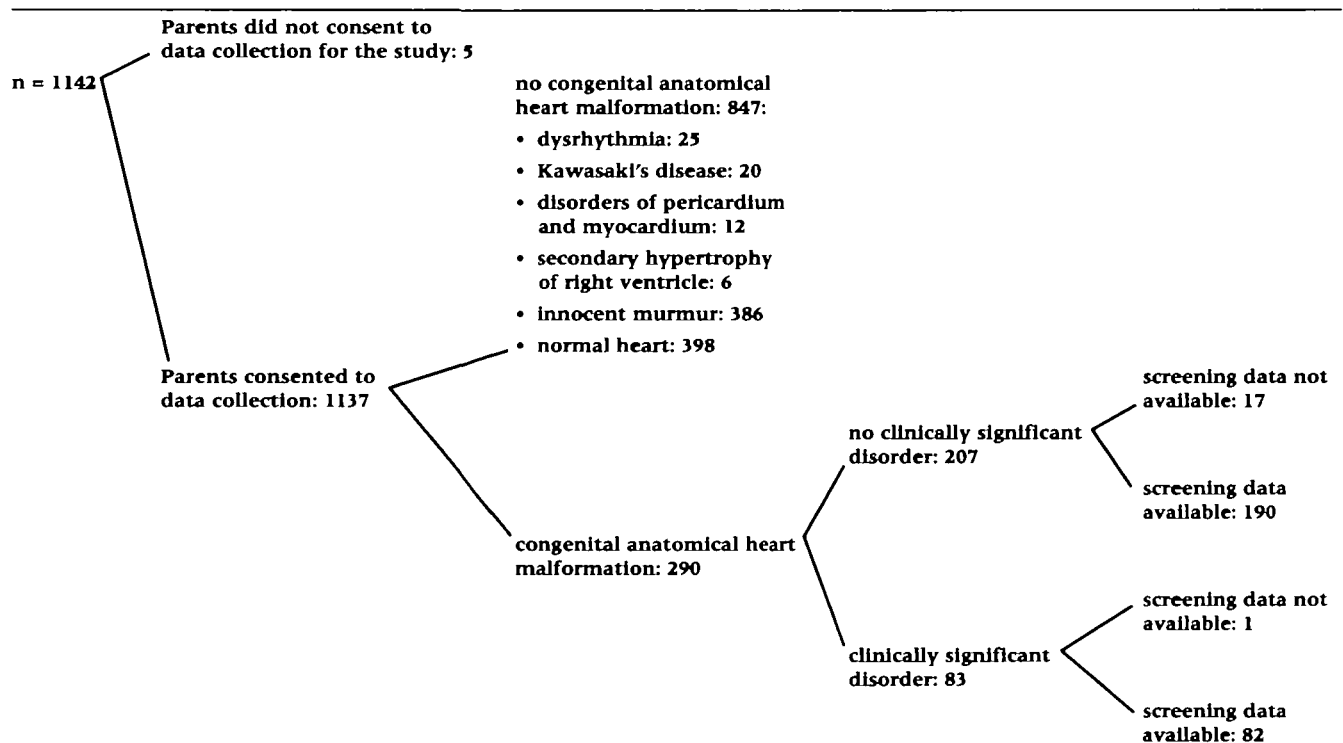 Parents did not consent to
data collection for the study: 5
n = 1142
no congenital anatomical
heart malformation: 847:
• dysrhythmia: 25
• Kawasaki's disease: 20
• disorders of pericardium
and myocardium: 12
• secondary hypertrophy
of right ventricle: 6
• innocent murmur: 386
• normal heart: 398
Parents consented to
data collection: 1137
congenital anatomical heart
malformation: 290
no clinically significant
disorder: 207
screening data not
available: 17
screening data
available: 190
clinically significant
disorder: 83
screening data not
available: 1
screening data
available: 82